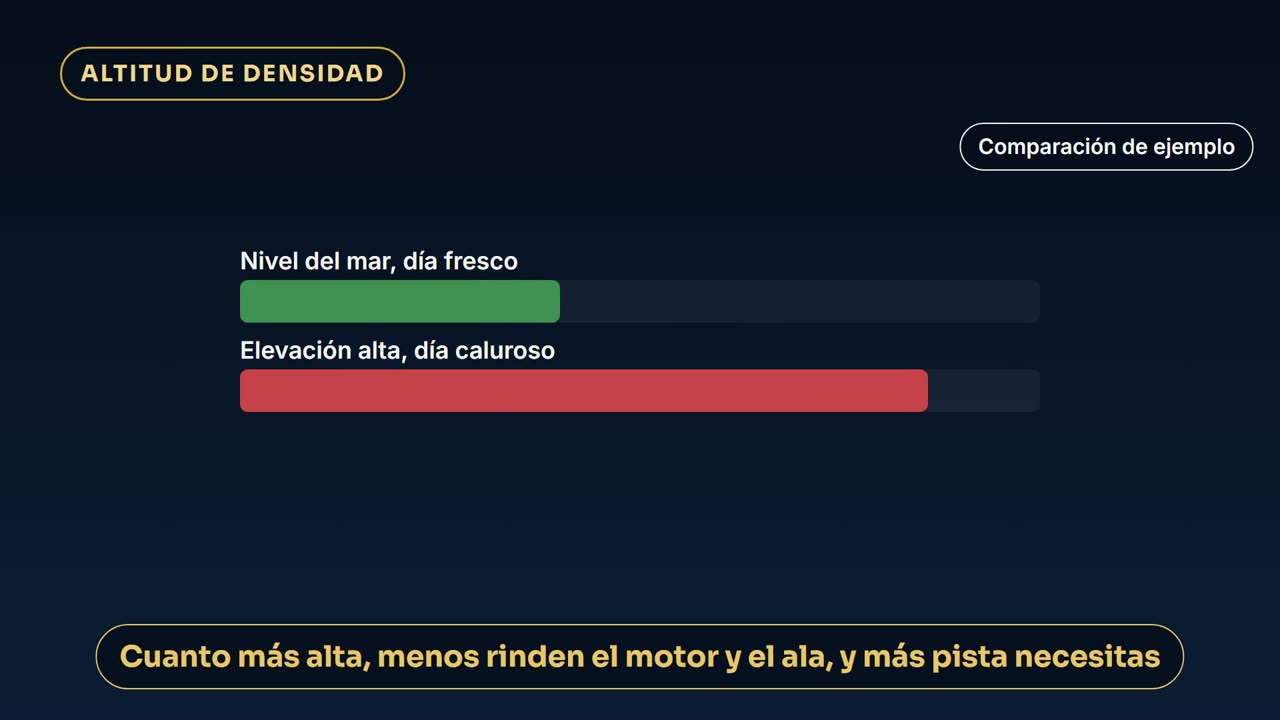 ALTITUD DE DENSIDAD
Comparación de ejemplo
Nivel del mar, día fresco
Elevación alta, día caluroso
Cuanto más alta, menos rinden el motor y el ala, y más pista necesitas